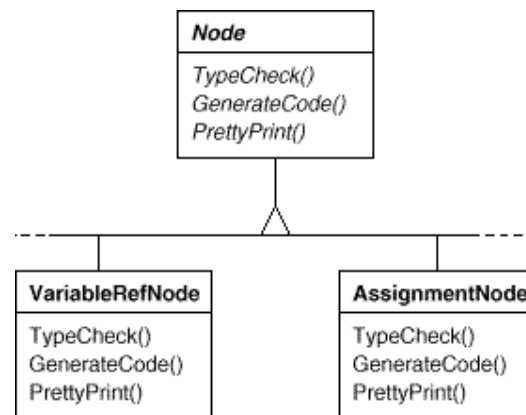 Node
TypeCheck()
GenerateCode()
PrettyPrint()
VariableRefNode
TypeCheck()
GenerateCode()
PrettyPrint()
AssignmentNode
TypeCheck()
GenerateCode()
PrettyPrint()